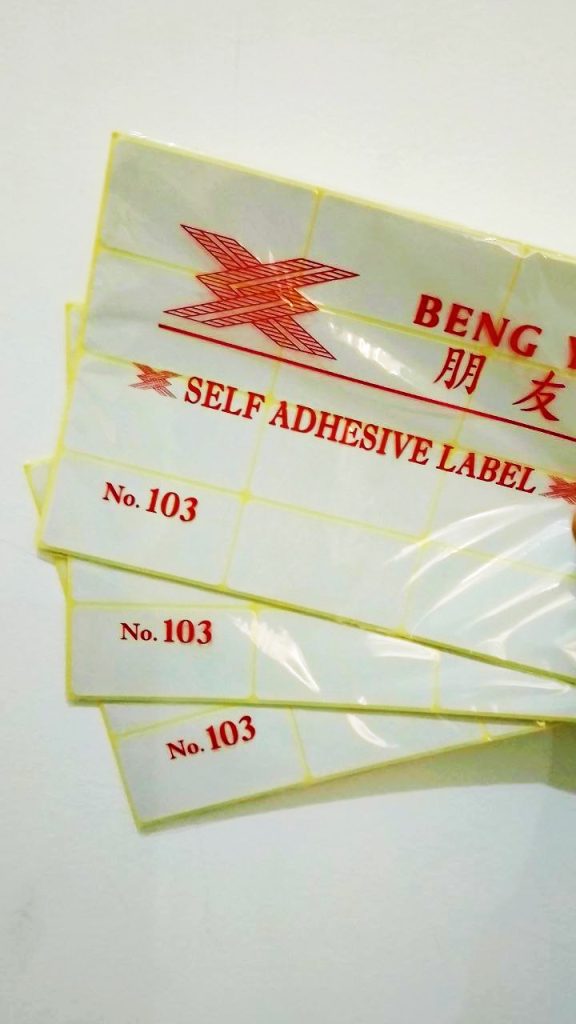 BENG
朋友
SELF ADHESIVE LABEL
No. 103
No. 103
No. 103